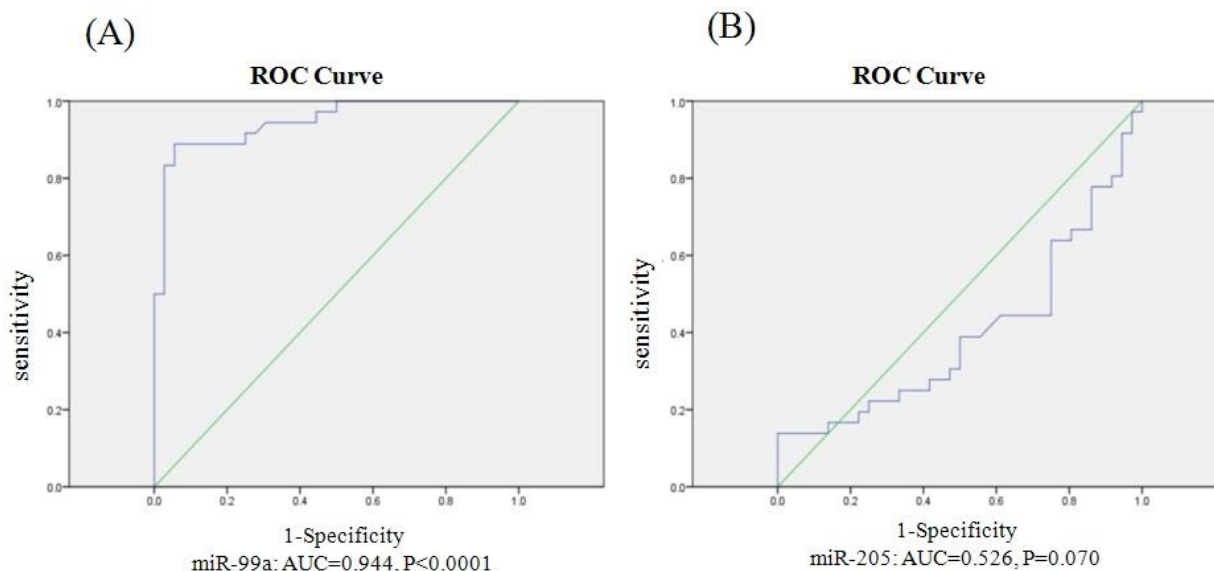 (A)
ROC Curve
1.0
0.8
0.6
0.4
0.2
0.0
sensitivity
0.0 0.2 0.4 0.6 0.8 1.0
1-Specificity
miR-99a: AUC=0.944, P<0.0001
(B)
ROC Curve
1.0
0.8
0.6
0.4
0.2
0.0
sensitivity
0.0 0.2 0.4 0.6 0.8 1.0
1-Specificity
miR-205: AUC=0.526, P=0.070